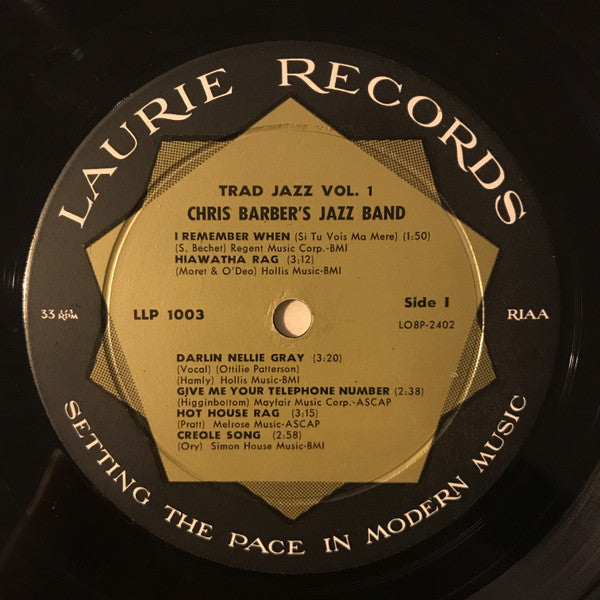 LAURIE RECORDS
TRAD JAZZ VOL. 1
CHRIS BARBER'S JAZZ BAND
I REMEMBER WHEN (Si Tu Vois Ma Mere) (1:50)
(S. Bechet) Regent Music Corp.-BMI
HIAWATHA RAG (3:12)
(Moret & O'Dea) Hollis Music-BMI
33 1/3 RPM
LLP 1003
Side I
LO8P-2402
RIAA
DARLIN NELLIE GRAY (3:20)
(Vocal) (Ottilie Patterson)
(Hamly) Hollis Music-BMI
GIVE ME YOUR TELEPHONE NUMBER (2:38)
(Higginbottom) Mayfair Music Corp.-ASCAP
HOT HOUSE RAG (3:15)
(Pratt) Melrose Music-ASCAP
CREOLE SONG (2:58)
(Ory) Simon House Music-BMI
SETTING THE PACE IN MODERN MUSIC